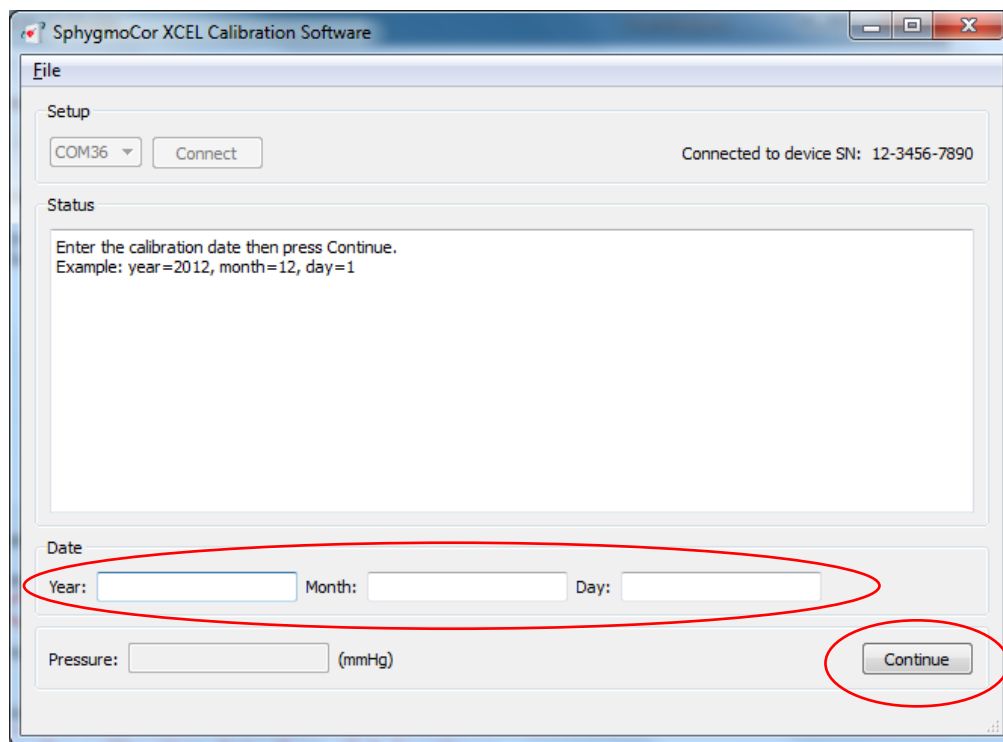 SphygmoCor XCEL Calibration Software
File
Setup
COM36 Connect Connected to device SN: 12-3456-7890
Status
Enter the calibration date then press Continue.
Example: year=2012, month=12, day=1
Date
Year: Month: Day:
Pressure: (mmHg) Continue